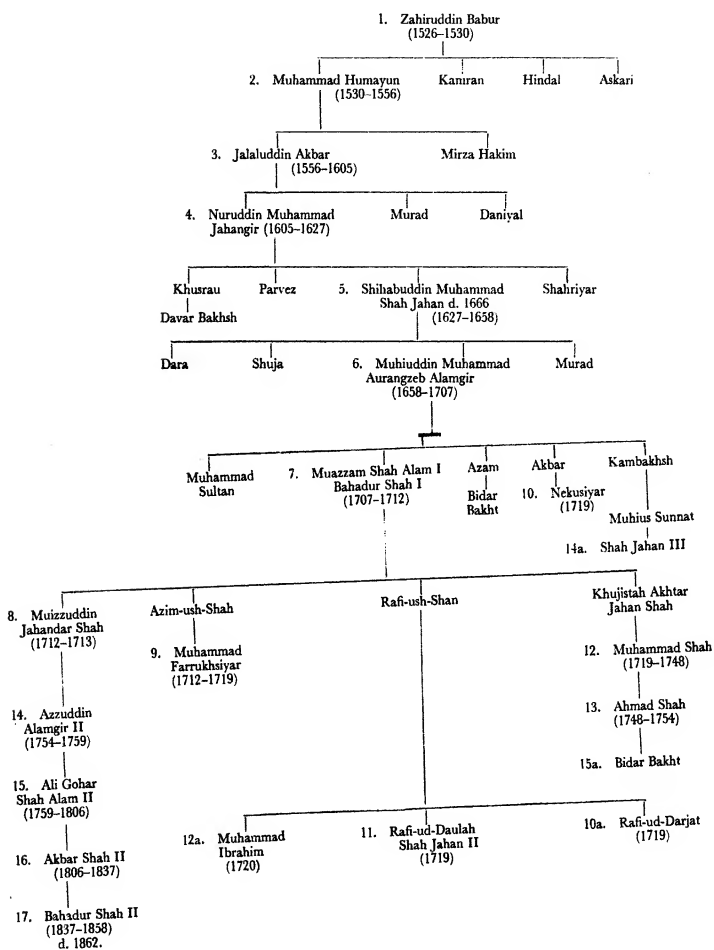 1. Zahiruddin Babur
(1526–1530)
2. Muhammad Humayun
(1530–1556)
Kamran
Hindal
Askari
3. Jalaluddin Akbar
(1556–1605)
Mirza Hakim
4. Nuruddin Muhammad
Jahangir (1605–1627)
Murad
Daniyal
Khusrau
Davar Bakhsh
Parvez
5. Shihabuddin Muhammad
Shah Jahan d. 1666
(1627–1658)
Shahriyar
Dara
Shuja
6. Muhiuddin Muhammad
Aurangzeb Alamgir
(1658–1707)
Murad
Muhammad
Sultan
7. Muazzam Shah Alam I
Bahadur Shah I
(1707–1712)
Azam
Bidar
Bakht
Akbar
10. Nekusiyar
(1719)
Kambakhsh
Muhius Sunnat
14a. Shah Jahan III
8. Muizzuddin
Jahandar Shah
(1712–1713)
Azim-ush-Shah
9. Muhammad
Farrukhsiyar
(1712–1719)
Rafi-ush-Shan
Khujistah Akhtar
Jahan Shah
12. Muhammad Shah
(1719–1748)
13. Ahmad Shah
(1748–1754)
15a. Bidar Bakht
14. Azzuddin
Alamgir II
(1754–1759)
15. Ali Gohar
Shah Alam II
(1759–1806)
16. Akbar Shah II
(1806–1837)
17. Bahadur Shah II
(1837–1858)
d. 1862.
12a. Muhammad
Ibrahim
(1720)
11. Rafi-ud-Daulah
Shah Jahan II
(1719)
10a. Rafi-ud-Darjat
(1719)